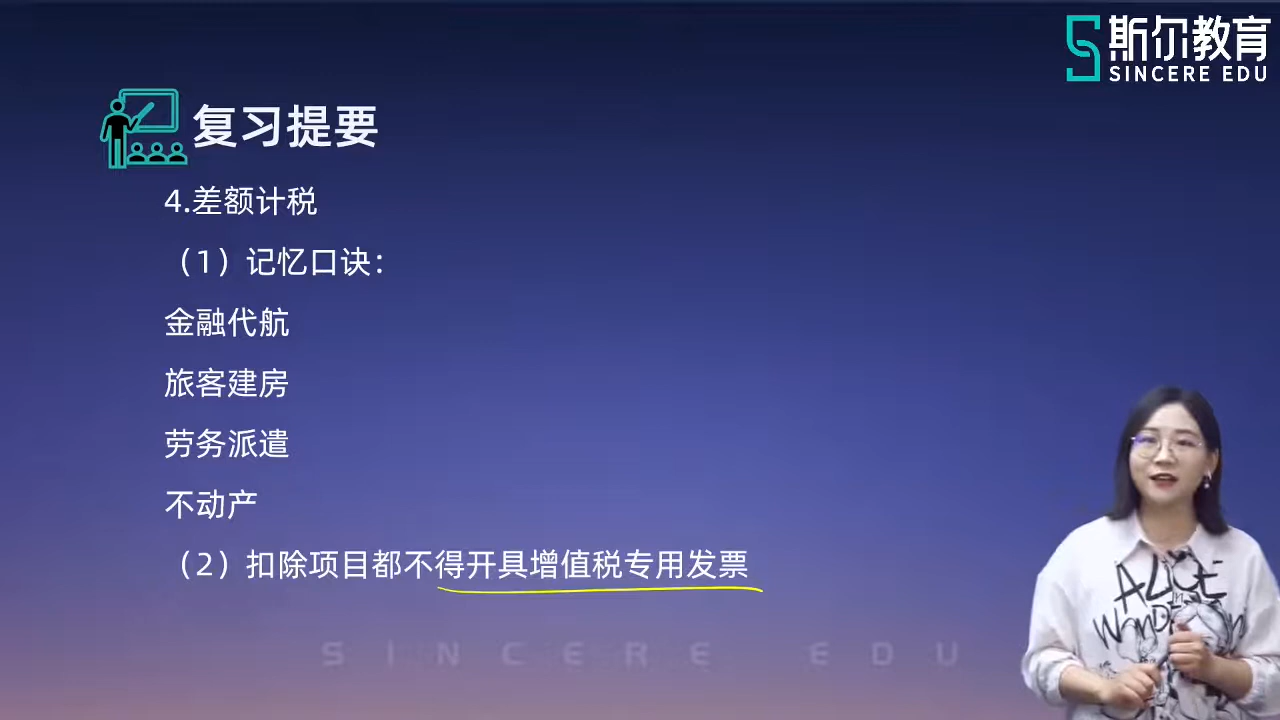 斯尔教育
SINCERE EDU
复习提要
4.差额计税
（1）记忆口诀：
金融代航
旅客建房
劳务派遣
不动产
（2）扣除项目都不得开具增值税专用发票
SINCERE EDU
ALICE
in